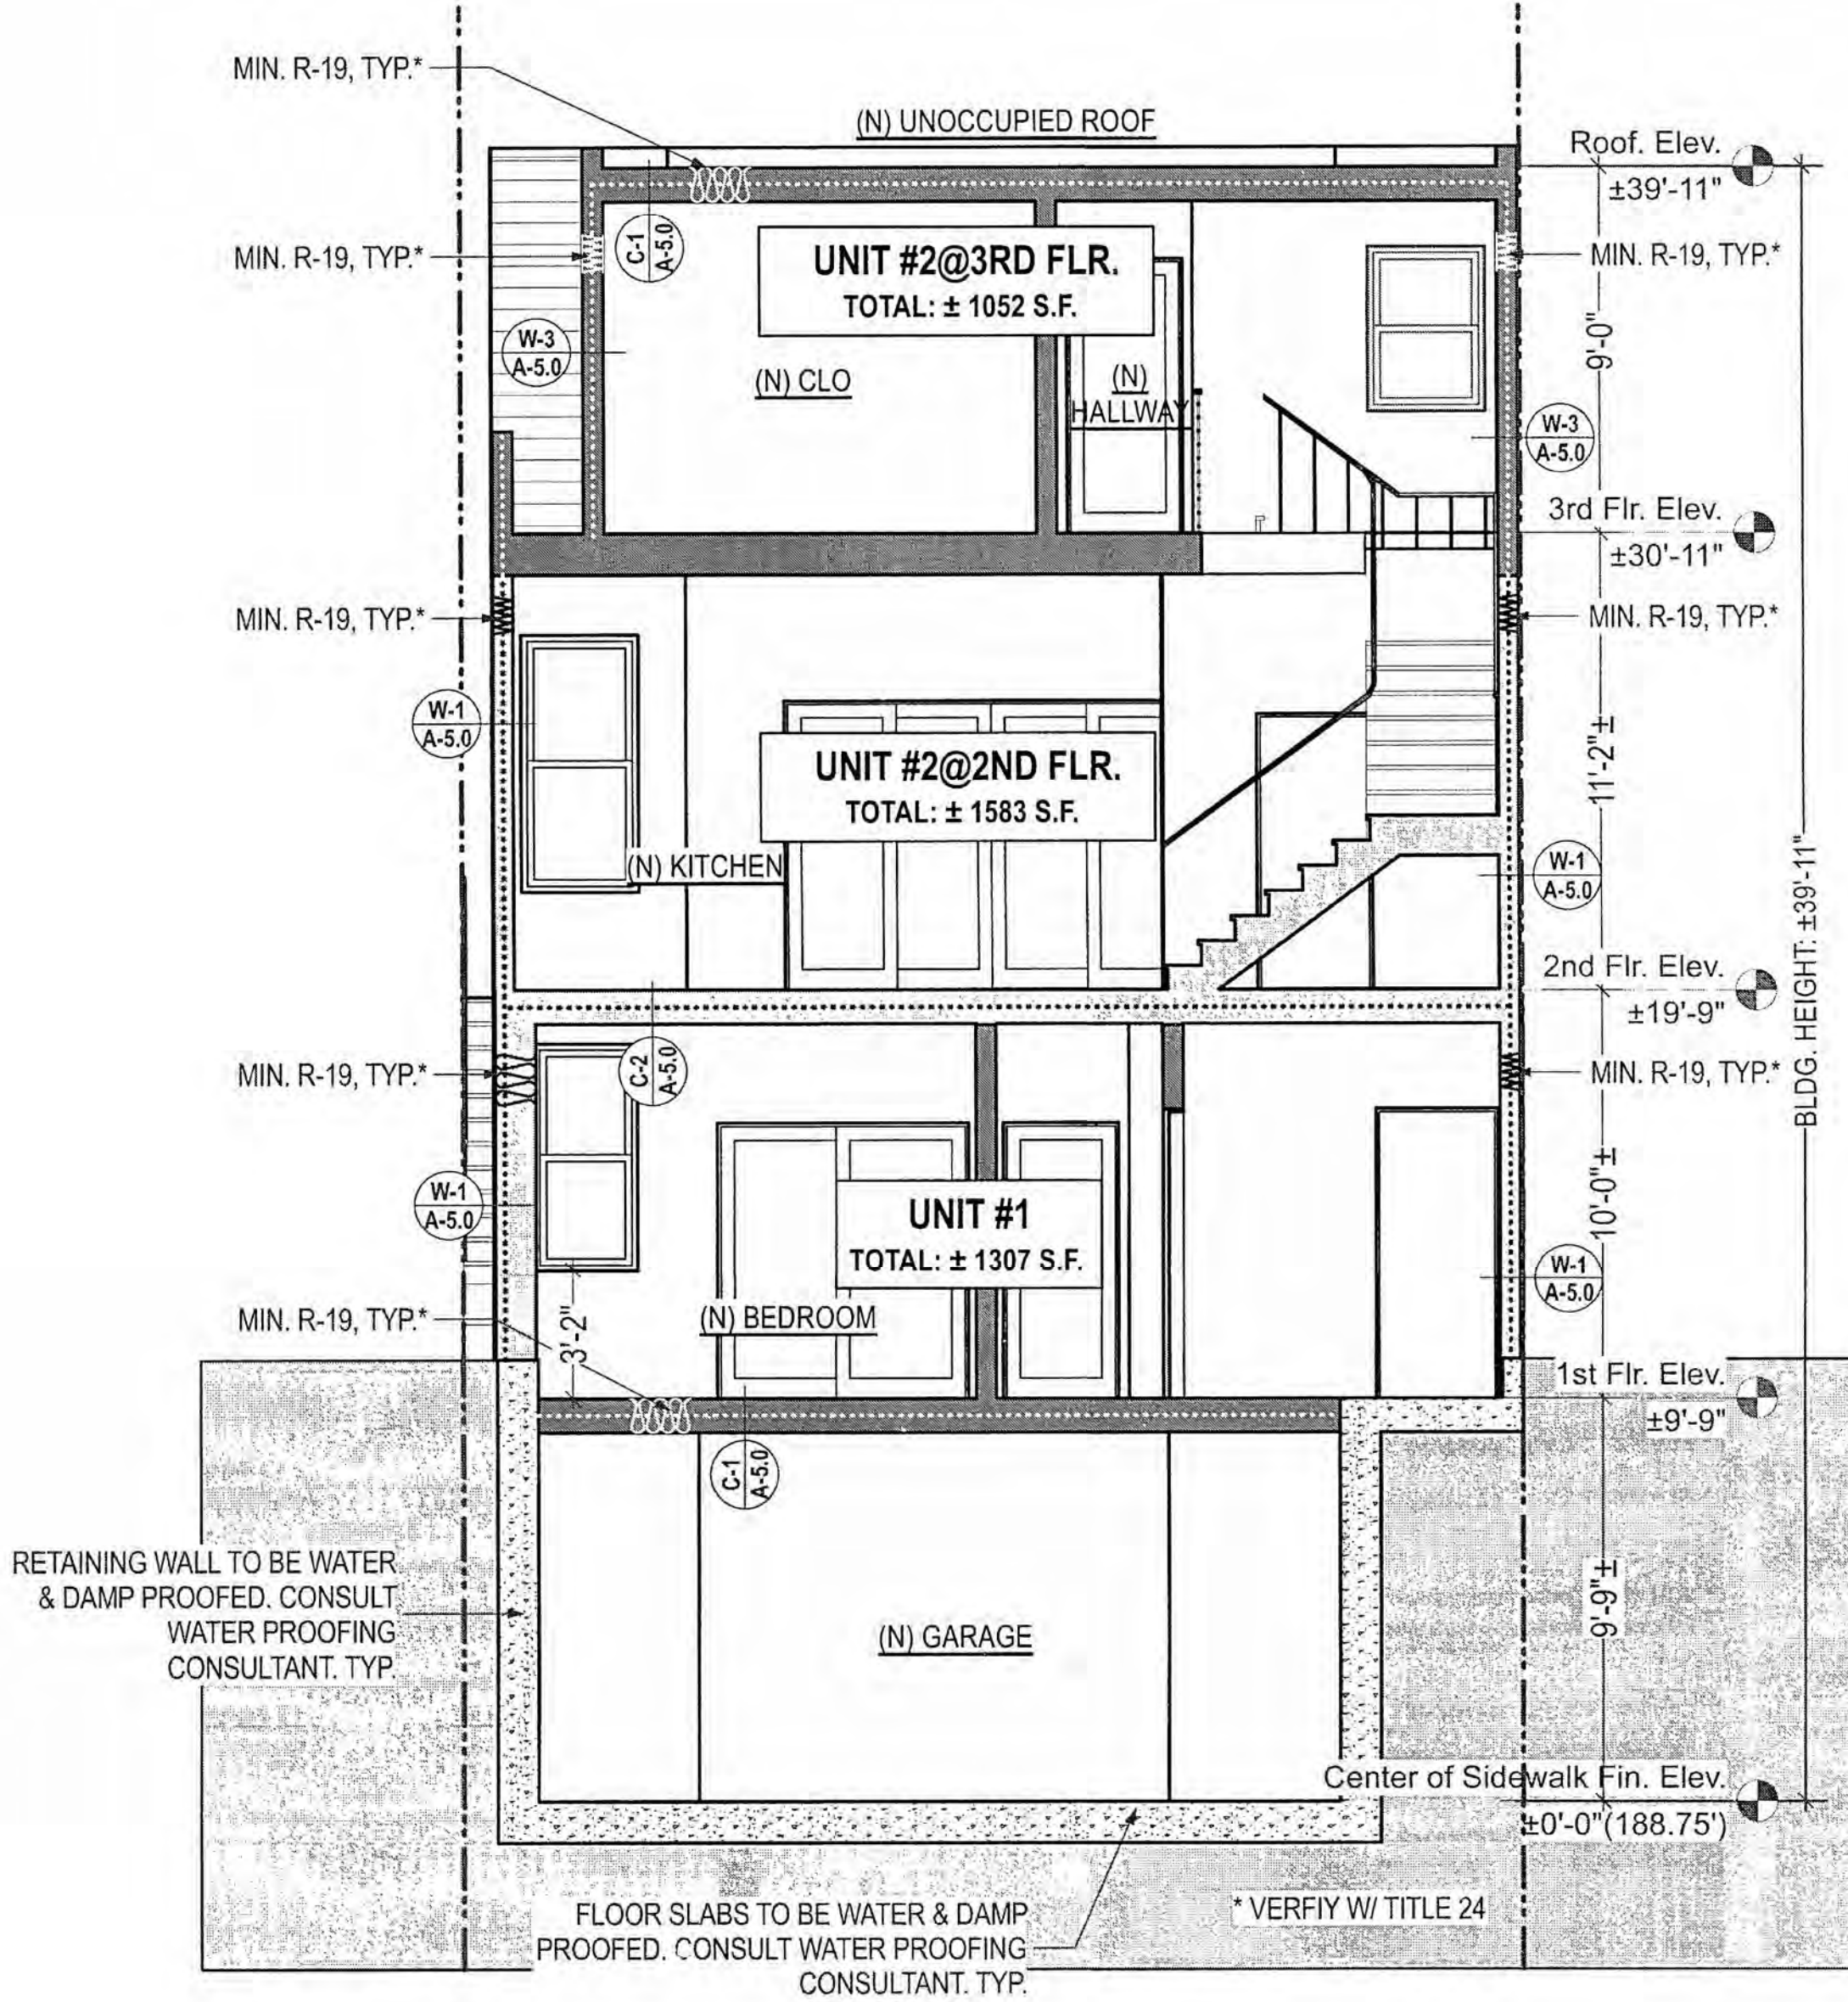 MIN. R-19, TYP.*
(N) UNOCCUPIED ROOF
Roof. Elev.
±39'-11"
MIN. R-19, TYP.*
C-1
A-5.0
UNIT #2@3RD FLR.
TOTAL: ± 1052 S.F.
MIN. R-19, TYP.*
W-3
A-5.0
(N) CLO
(N)
HALLWAY
9'-0"
W-3
A-5.0
3rd Flr. Elev.
±30'-11"
MIN. R-19, TYP.*
MIN. R-19, TYP.*
W-1
A-5.0
UNIT #2@2ND FLR.
TOTAL: ± 1583 S.F.
11'-2"±
(N) KITCHEN
W-1
A-5.0
BLDG. HEIGHT: ±39'-11"
2nd Flr. Elev.
±19'-9"
MIN. R-19, TYP.*
C-2
A-5.0
MIN. R-19, TYP.*
W-1
A-5.0
UNIT #1
TOTAL: ± 1307 S.F.
10'-0"±
W-1
A-5.0
MIN. R-19, TYP.*
3'-2"
(N) BEDROOM
1st Flr. Elev.
±9'-9"
C-1
A-5.0
RETAINING WALL TO BE WATER
& DAMP PROOFED. CONSULT
WATER PROOFING
CONSULTANT. TYP.
(N) GARAGE
9'-9"±
Center of Sidewalk Fin. Elev.
±0'-0"(188.75')
FLOOR SLABS TO BE WATER & DAMP
PROOFED. CONSULT WATER PROOFING
CONSULTANT. TYP.
* VERFIY W/ TITLE 24